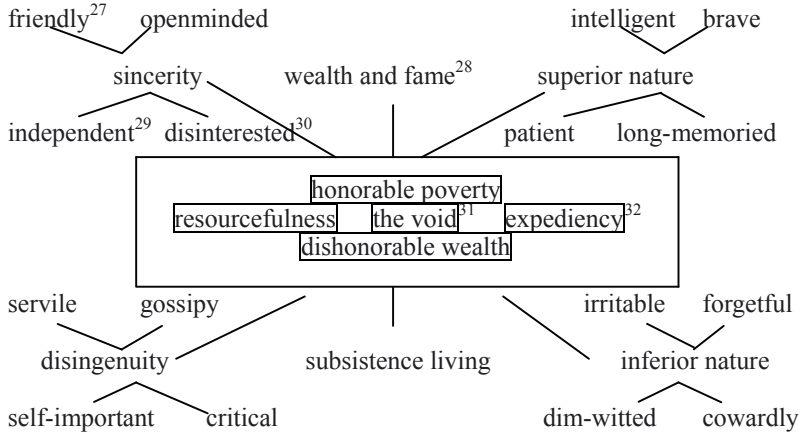 friendly27 openminded intelligent brave
sincerity wealth and fame28 superior nature
independent29 disinterested30 patient long-memoried
honorable poverty
resourcefulness the void31 expediency32
dishonorable wealth
servile gossipy irritable forgetful
disingenuity subsistence living inferior nature
self-important critical dim-witted cowardly